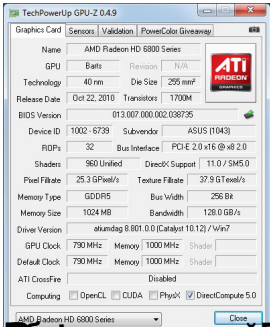 TechPowerUp GPU-Z 0.4.9
Graphics Card Sensors Validation PowerColor Giveaway
Name AMD Radeon HD 6800 Series
GPU Barts Revision N/A
Technology 40 nm Die Size 255 mm²
Release Date Oct 22, 2010 Transistors 1700M
BIOS Version 013.007.000.002.038735
Device ID 1002 - 6739 Subvendor ASUS (1043)
ROPs 32 Bus Interface PCI-E 2.0 x16 @ x8 2.0
Shaders 960 Unified DirectX Support 11.0 / SM5.0
Pixel Fillrate 25.3 GPixel/s Texture Fillrate 37.9 GTexel/s
Memory Type GDDR5 Bus Width 256 Bit
Memory Size 1024 MB Bandwidth 128.0 GB/s
Driver Version atiumdag 8.801.0.0 (Catalyst 10.12) / Win7
GPU Clock 790 MHz Memory 1000 MHz Shader
Default Clock 790 MHz Memory 1000 MHz Shader
ATI CrossFire Disabled
Computing OpenCL CUDA PhysX DirectCompute 5.0
AMD Radeon HD 6800 Series Close
ATI
RADEON
GRAPHICS